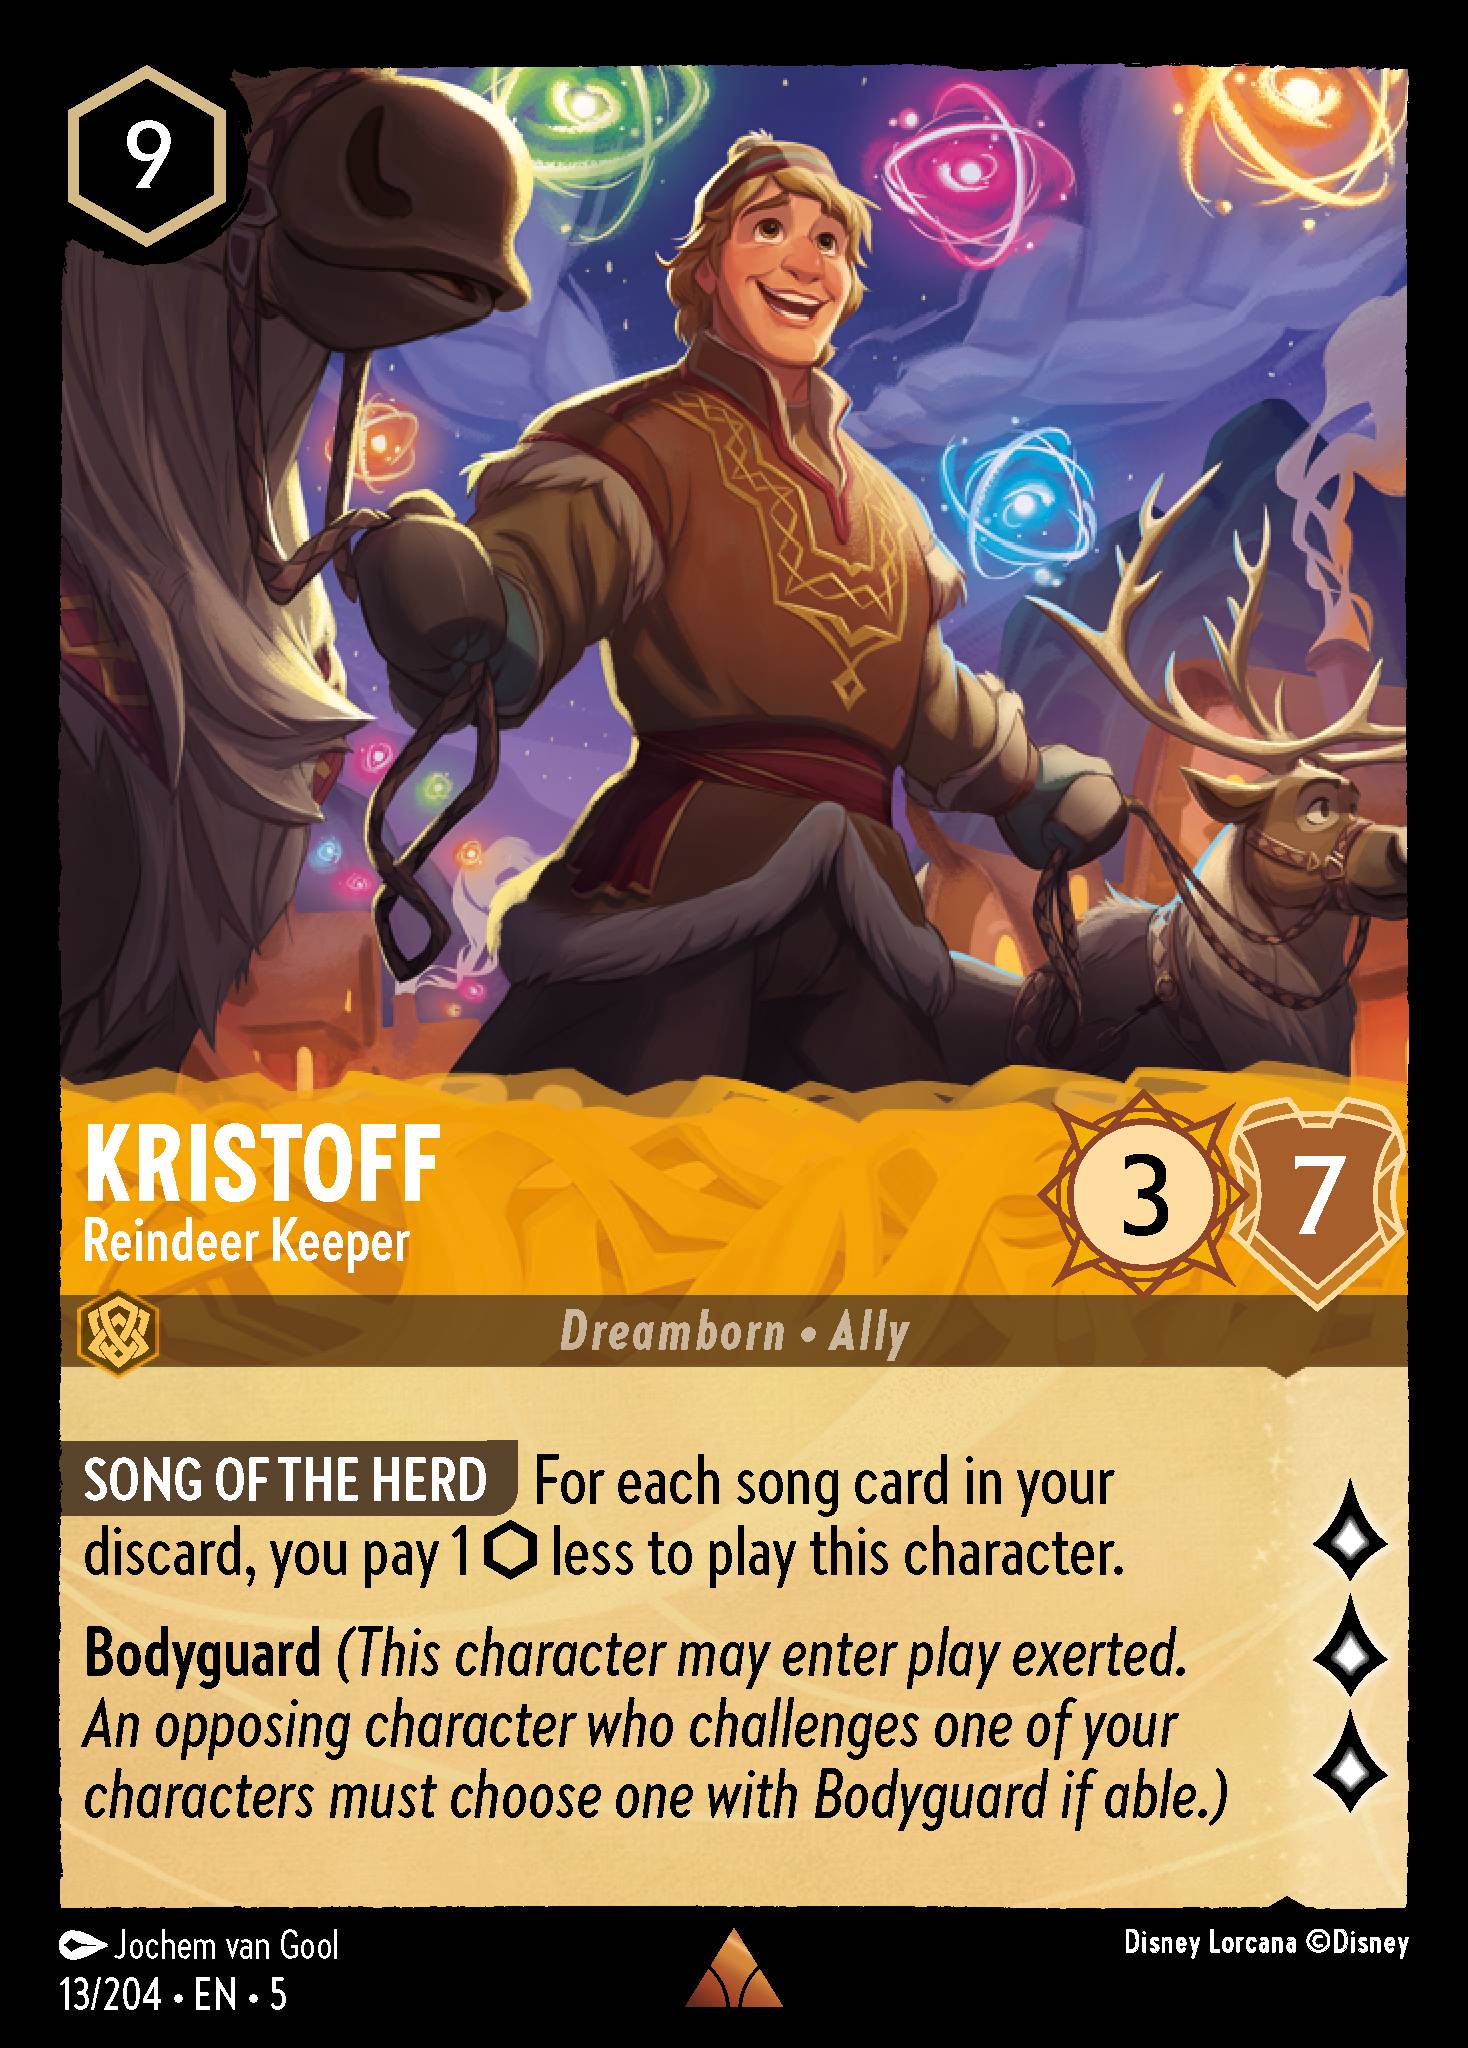 9
KRISTOFF
Reindeer Keeper
3
7
Dreamborn • Ally
SONG OF THE HERD For each song card in your
discard, you pay 1 ⬡ less to play this character.
Bodyguard (This character may enter play exerted.
An opposing character who challenges one of your
characters must choose one with Bodyguard if able.)
Jochem van Gool
Disney Lorcana ©Disney
13/204 • EN • 5